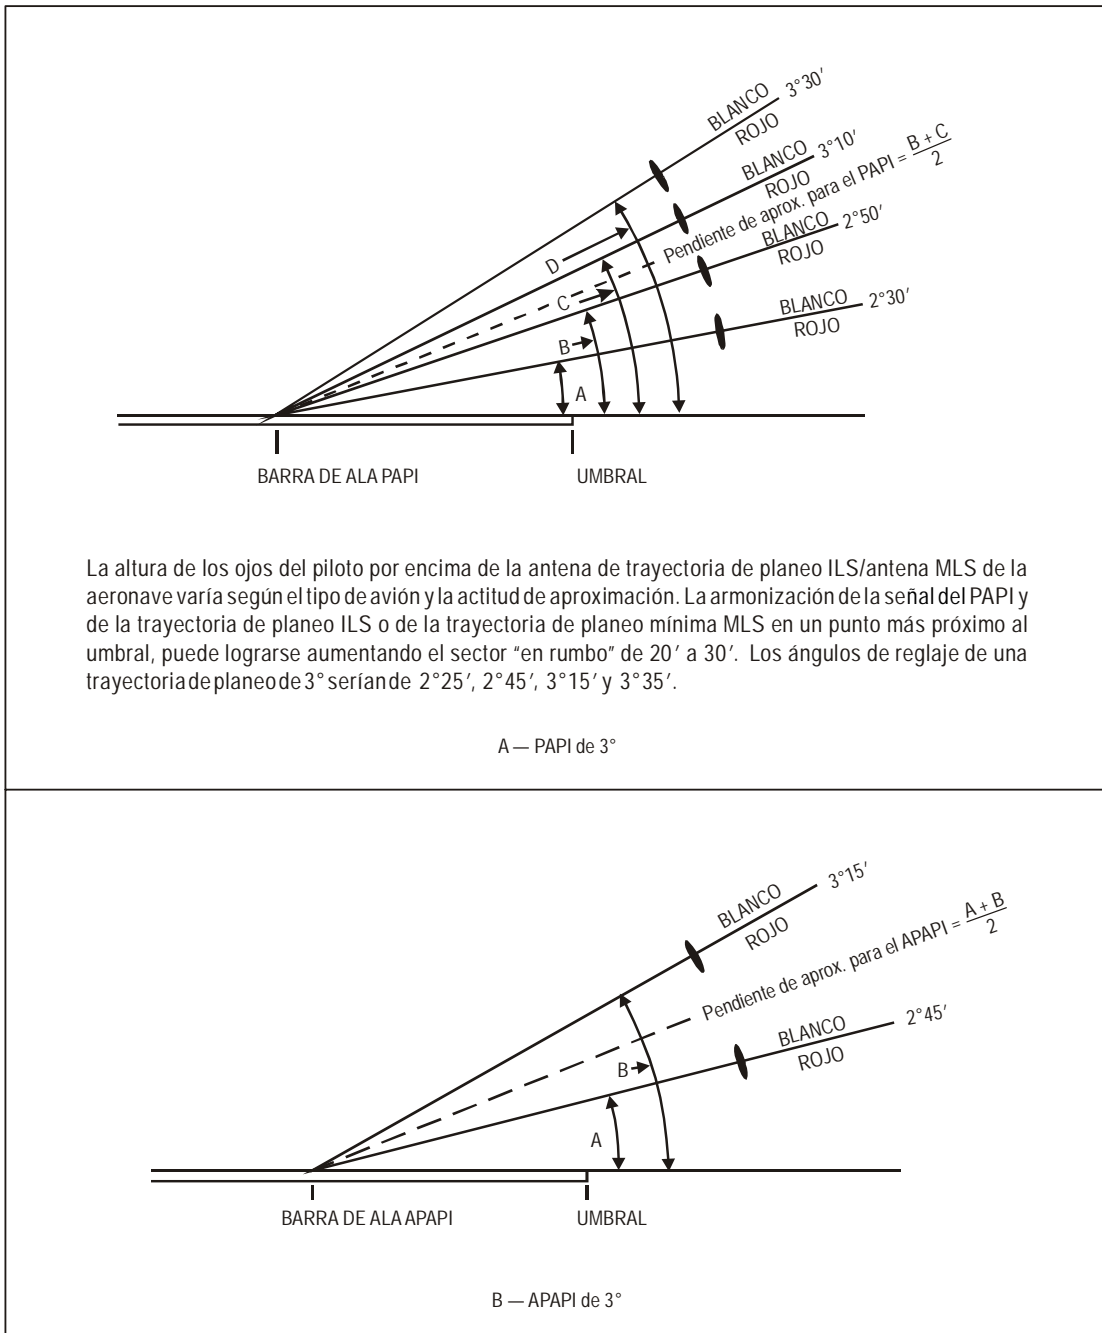 BLANCO 3°30′
ROJO
BLANCO 3°10′
ROJO
Pendiente de aprox. para el PAPI = B + C
2
BLANCO 2°50′
ROJO
BLANCO 2°30′
ROJO
D
C
B
A
BARRA DE ALA PAPI
UMBRAL
La altura de los ojos del piloto por encima de la antena de trayectoria de planeo ILS/antena MLS de la
aeronave varía según el tipo de avión y la actitud de aproximación. La armonización de la señal del PAPI y
de la trayectoria de planeo ILS o de la trayectoria de planeo mínima MLS en un punto más próximo al
umbral, puede lograrse aumentando el sector “en rumbo” de 20′ a 30′. Los ángulos de reglaje de una
trayectoria de planeo de 3° serían de 2°25′, 2°45′, 3°15′ y 3°35′.
A — PAPI de 3°
BLANCO 3°15′
ROJO
Pendiente de aprox. para el APAPI = A + B
2
BLANCO 2°45′
ROJO
B
A
BARRA DE ALA APAPI
UMBRAL
B — APAPI de 3°